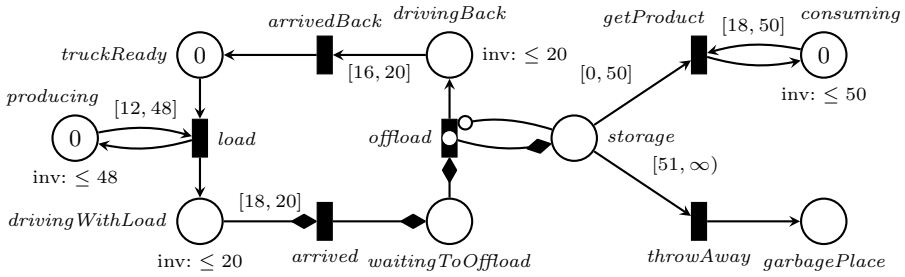 arrivedBack
drivingBack
getProduct
consuming
truckReady
0
inv: ≤ 20
[18, 50]
0
[16, 20]
[0, 50]
producing
[12, 48]
inv: ≤ 50
0
load
offload
storage
inv: ≤ 48
[51, ∞)
[18, 20]
drivingWithLoad
inv: ≤ 20
arrived
waitingToOffload
throwAway
garbagePlace